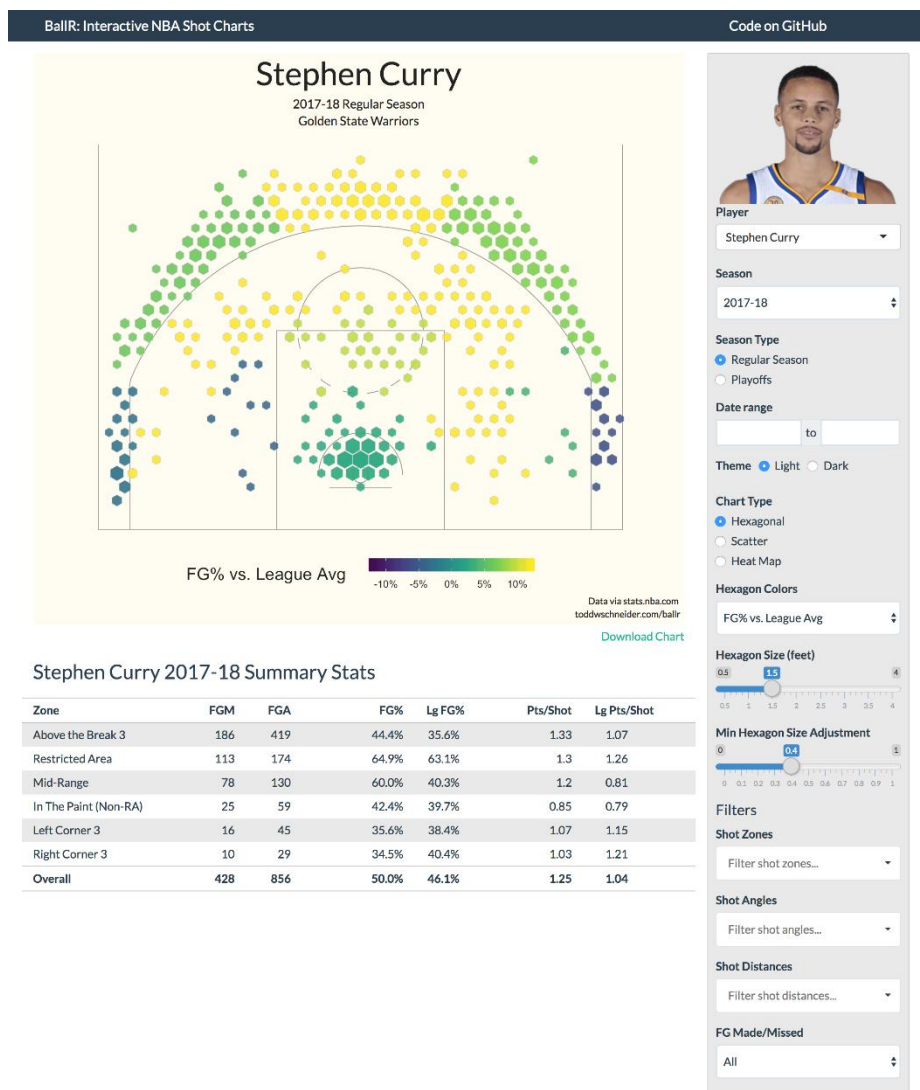 BallR: Interactive NBA Shot Charts
Code on GitHub
Stephen Curry
2017-18 Regular Season
Golden State Warriors
FG% vs. League Avg
-10% -5% 0% 5% 10%
Data via stats.nba.com
toddwschneider.com/ballr
Download Chart
Stephen Curry 2017-18 Summary Stats
Zone FGM FGA FG% Lg FG% Pts/Shot Lg Pts/Shot
Above the Break 3 186 419 44.4% 35.6% 1.33 1.07
Restricted Area 113 174 64.9% 63.1% 1.3 1.26
Mid-Range 78 130 60.0% 40.3% 1.2 0.81
In The Paint (Non-RA) 25 59 42.4% 39.7% 0.85 0.79
Left Corner 3 16 45 35.6% 38.4% 1.07 1.15
Right Corner 3 10 29 34.5% 40.4% 1.03 1.21
Overall 428 856 50.0% 46.1% 1.25 1.04
Player
Stephen Curry
Season
2017-18
Season Type
Regular Season
Playoffs
Date range
to
Theme Light Dark
Chart Type
Hexagonal
Scatter
Heat Map
Hexagon Colors
FG% vs. League Avg
Hexagon Size (feet)
0.5 1.5 4
0.5 1 1.5 2 2.5 3 3.5 4
Min Hexagon Size Adjustment
0 0.4 1
0 0.1 0.2 0.3 0.4 0.5 0.6 0.7 0.8 0.9 1
Filters
Shot Zones
Filter shot zones...
Shot Angles
Filter shot angles...
Shot Distances
Filter shot distances...
FG Made/Missed
All